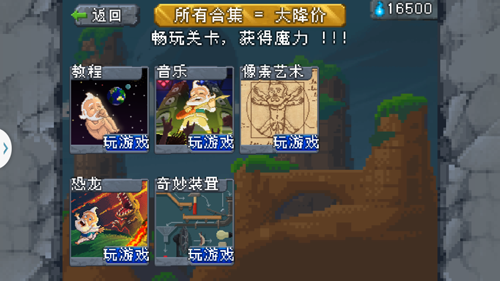 返回
所有合集 = 大降价
16500
畅玩关卡, 获得魔力 !!!
教程
音乐
像素艺术
玩游戏
玩游戏
玩游戏
恐龙
奇妙装置
玩游戏
玩游戏